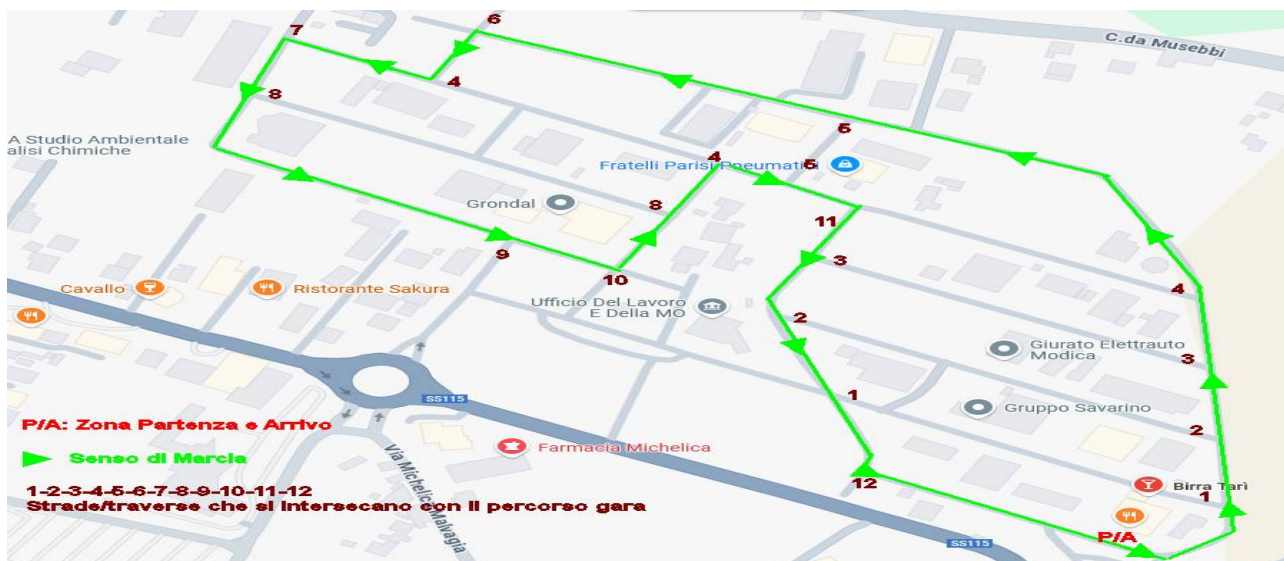 7
6
C.da Musebbi
4
8
A Studio Ambientale
alisi Chimiche
5
4
Fratelli Parisi Pneumatici
5
Grondal
8
11
9
3
10
Cavallo
Ristorante Sakura
Ufficio Del Lavoro
E Della MO
4
2
Giurato Elettrauto
Modica
3
SS115
1
Gruppo Savarino
P/A: Zona Partenza e Arrivo
2
Farmacia Michelica
Senso di Marcia
Via Michelica Malvagia
12
Birra Tari
1
1-2-3-4-5-6-7-8-9-10-11-12
Strade/traverse che si intersecano con il percorso gara
P/A
SS115